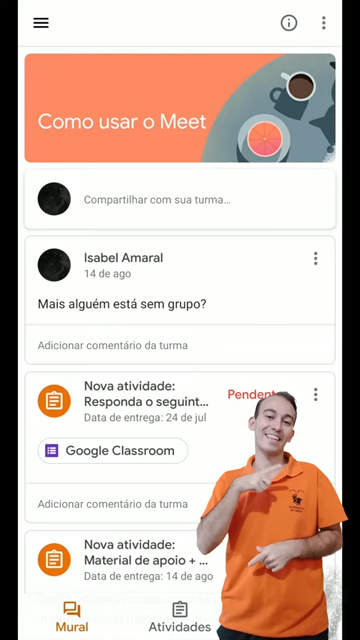 Como usar o Meet
Compartilhar com sua turma…
Isabel Amaral
14 de ago
Mais alguém está sem grupo?
Adicionar comentário da turma
Nova atividade:
Responda o seguint…
Pendent
Data de entrega: 24 de jul
Google Classroom
Adicionar comentário da turma
Nova atividade:
Material de apoio + …
Data de entrega: 14 de ago
Mural
Atividades